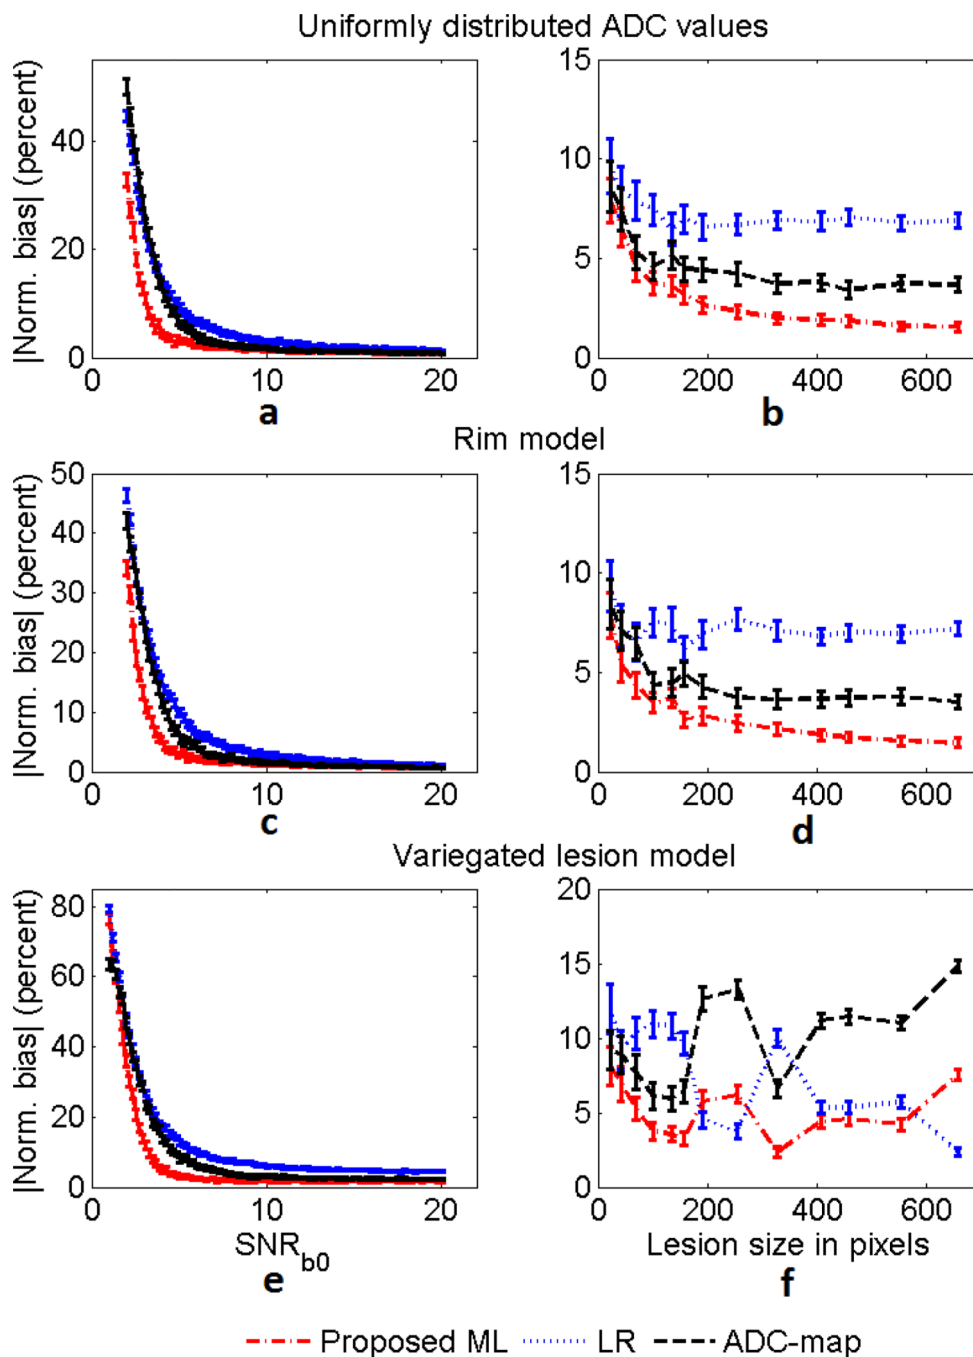 Uniformly distributed ADC values
|Norm. bias| (percent)
40
20
0
0 10 20
a
15
10
5
0
0 200 400 600
b
Rim model
|Norm. bias| (percent)
50
40
30
20
10
0
0 10 20
c
15
10
5
0
0 200 400 600
d
Variegated lesion model
|Norm. bias| (percent)
80
60
40
20
0
0 10 20
SNRb0
e
20
15
10
5
0
0 200 400 600
Lesion size in pixels
f
Proposed ML LR ADC-map